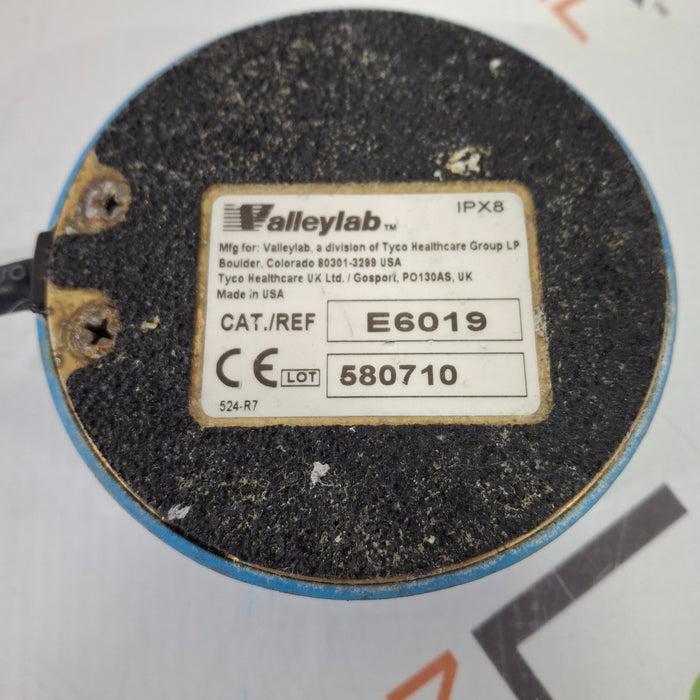 Valleylab™
IPX8
Mfg for: Valleylab, a division of Tyco Healthcare Group LP
Boulder, Colorado 80301-3299 USA
Tyco Healthcare UK Ltd. / Gosport, PO130AS, UK
Made in USA
CAT./REF E6019
CE LOT 580710
524-R7